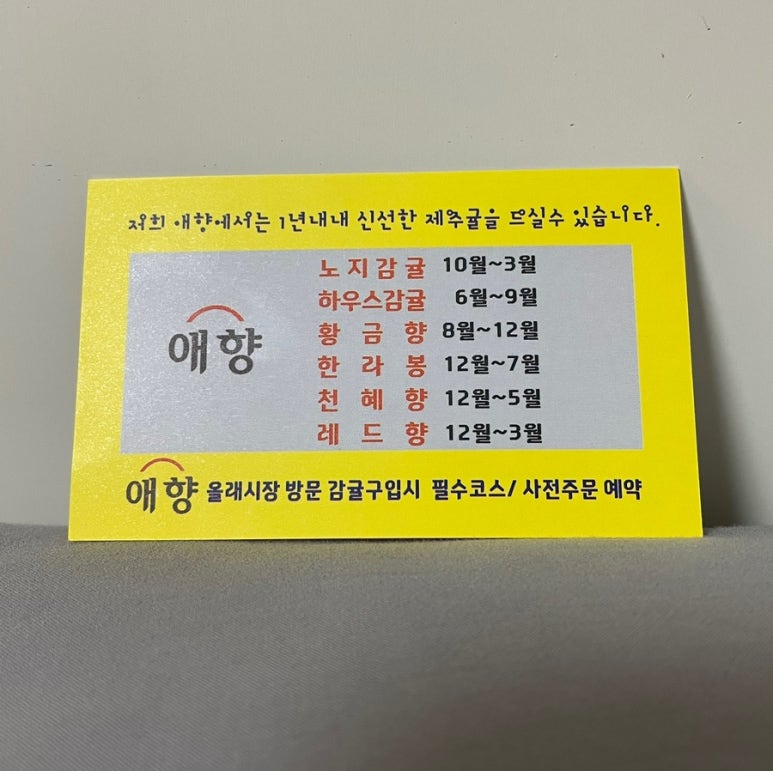 저희 애향에서는 1년내내 신선한 제주귤을 드실수 있습니다.
애향
노지감귤 10월~3월
하우스감귤 6월~9월
황금향 8월~12월
한라봉 12월~7월
천혜향 12월~5월
레드향 12월~3월
애향 올래시장 방문 감귤구입시 필수코스/ 사전주문 예약